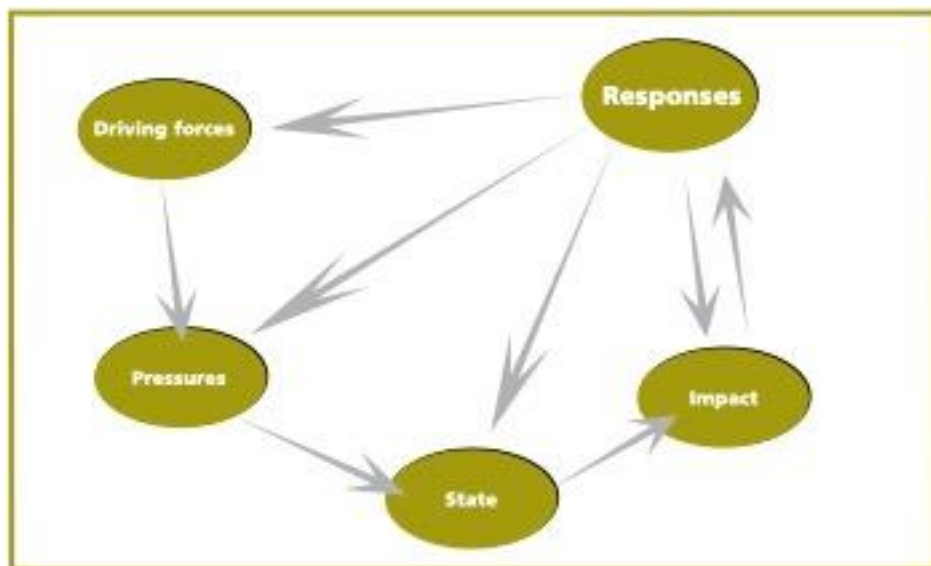 Responses
Driving forces
Pressures
Impact
State